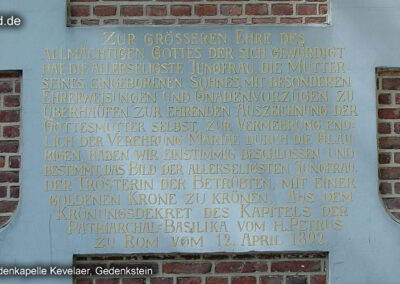 d.de
ZUR GRÖSSEREN EHRE DES
ALLMÄCHTIGEN GOTTES DER SICH GEWÜRDIGT
HAT DIE ALLERSELIGSTE JUNGFRAU, DIE MUTTER
SEINES EINGEBORENEN SOHNES MIT BESONDEREN
EHRERWEISUNGEN UND GNADENVORZÜGEN ZU
ÜBERHÄUFEN ZUR EHRENDEN AUSZEICHNUNG DER
GOTTESMUTTER SELBST, ZUR VERMEHRUNG END-
LICH DER VEREHRUNG MARIAE DURCH DIE GLÄU-
BIGEN, HABEN WIR EINSTIMMIG BESCHLOSSEN UND
BESTIMMT, DAS BILD DER ALLERSELIGSTEN JUNGFRAU,
DER TRÖSTERIN DER BETRÜBTEN, MIT EINER
GOLDENEN KRONE ZU KRÖNEN. AUS DEM
KRÖNUNGSDEKRET DES KAPITELS DER
PATRIARCHAL-BASILIKA VOM H. PETRUS
ZU ROM VOM 12. APRIL 1892.
denkapelle Kevelaer, Gedenkstein